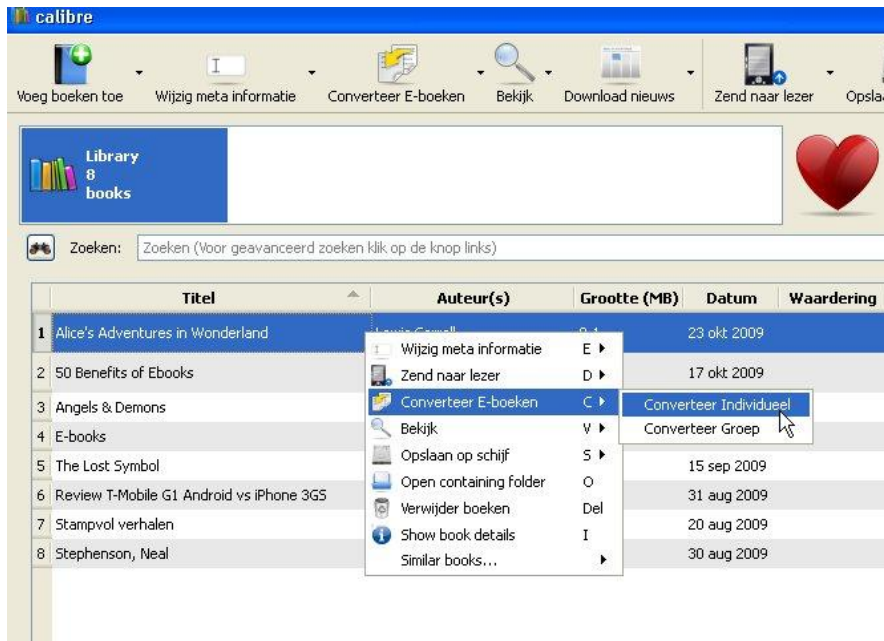 calibre
Voeg boeken toe
Wijzig meta informatie
Converteer E-boeken
Bekijk
Download nieuws
Zend naar lezer
Library
8
books
Zoeken:
Zoeken (Voor geavanceerd zoeken klik op de knop links)
Titel Auteur(s) Grootte (MB) Datum Waardering
1 Alice's Adventures in Wonderland 23 okt 2009
2 50 Benefits of Ebooks 17 okt 2009
3 Angels & Demons
4 E-books
5 The Lost Symbol 15 sep 2009
6 Review T-Mobile G1 Android vs iPhone 3GS 31 aug 2009
7 Stampvol verhalen 20 aug 2009
8 Stephenson, Neal 30 aug 2009
Wijzig meta informatie E
Zend naar lezer D
Converteer E-boeken C
Bekijk V
Opslaan op schijf S
Open containing folder O
Verwijder boeken Del
Show book details I
Similar books...
Converteer Individueel
Converteer Groep